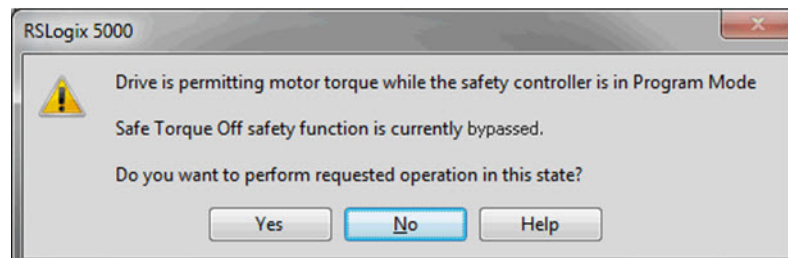 RSLogix 5000
Drive is permitting motor torque while the safety controller is in Program Mode
Safe Torque Off safety function is currently bypassed.
Do you want to perform requested operation in this state?
Yes No Help